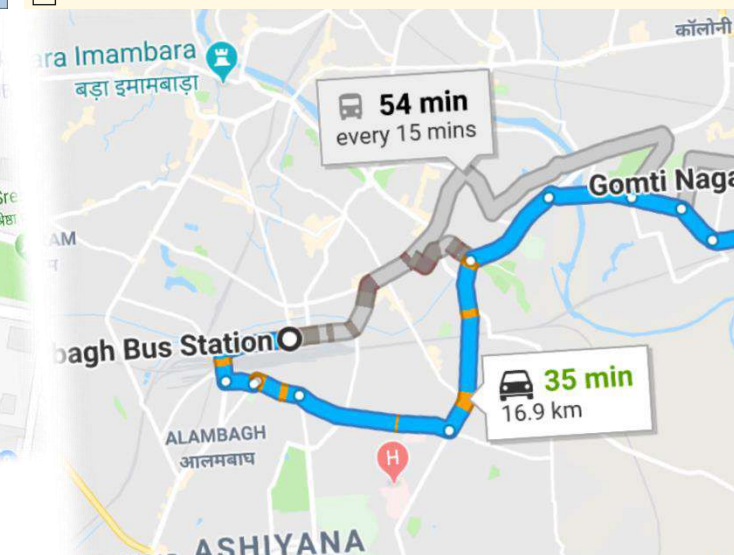 कॉलोनी
ara Imambara
बड़ा इमामबाड़ा
54 min
every 15 mins
Gomti Naga
AM
bagh Bus Station
35 min
16.9 km
ALAMBAGH
आलमबाघ
H
ASHIYANA